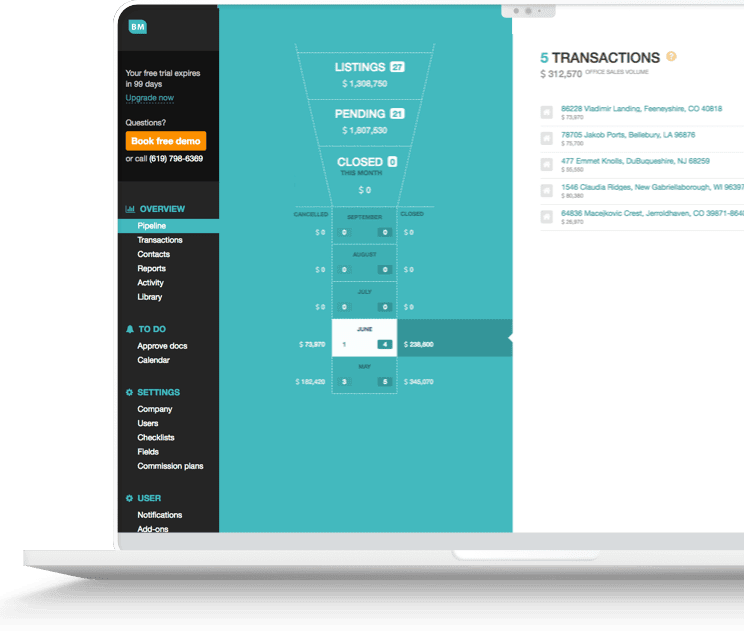 BM
Your free trial expires
in 99 days
Upgrade now
Questions?
Book free demo
or call (619) 798-6369
OVERVIEW
Pipeline
Transactions
Contacts
Reports
Activity
Library
TO DO
Approve docs
Calendar
SETTINGS
Company
Users
Checklists
Fields
Commission plans
USER
Notifications
Add-ons
LISTINGS 27
$ 1,308,750
PENDING 21
$ 1,807,530
CLOSED 0
THIS MONTH
$ 0
CANCELLED SEPTEMBER CLOSED
$ 0 0 0 $ 0
AUGUST
$ 0 0 0 $ 0
JULY
$ 0 0 0 $ 0
JUNE
$ 73,970 1 4 $ 238,600
MAY
$ 182,420 3 5 $ 345,070
5 TRANSACTIONS ?
$ 312,570 OFFICE SALES VOLUME
86228 Vladimir Landing, Feeneyshire, CO 40818
$ 73,970
78705 Jakob Ports, Bellebury, LA 96876
$ 75,700
477 Emmet Knolls, DuBuqueshire, NJ 68259
$ 55,550
1546 Claudia Ridges, New Gabriellaborough, WI 96397
$ 80,380
64836 Macejkovic Crest, Jerroldhaven, CO 39871-8640
$ 26,970